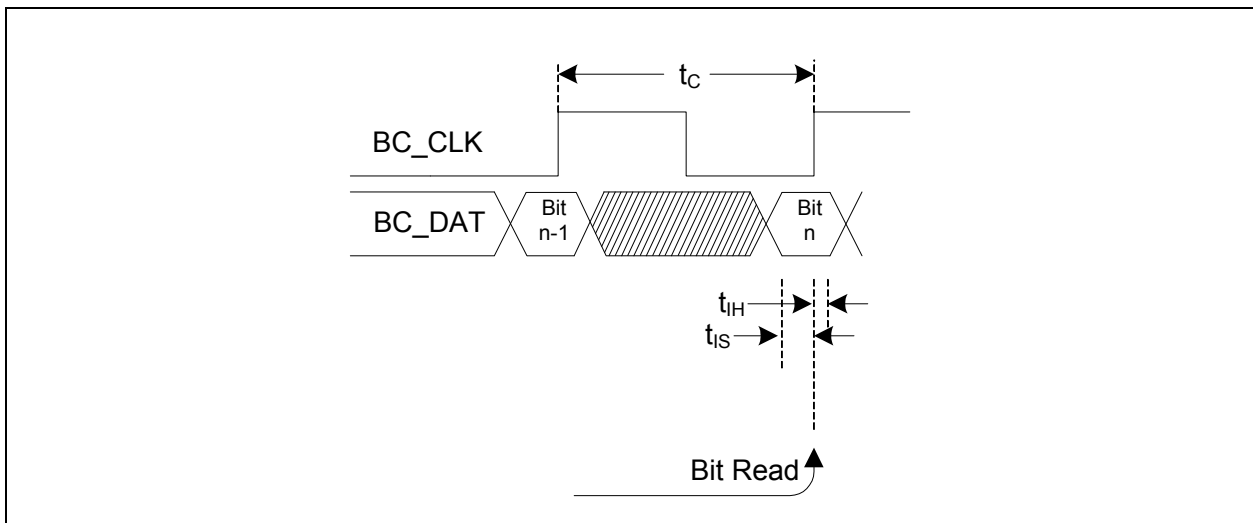 tC
BC_CLK
BC_DAT
Bit
n-1
Bit
n
tIH
tIS
Bit Read